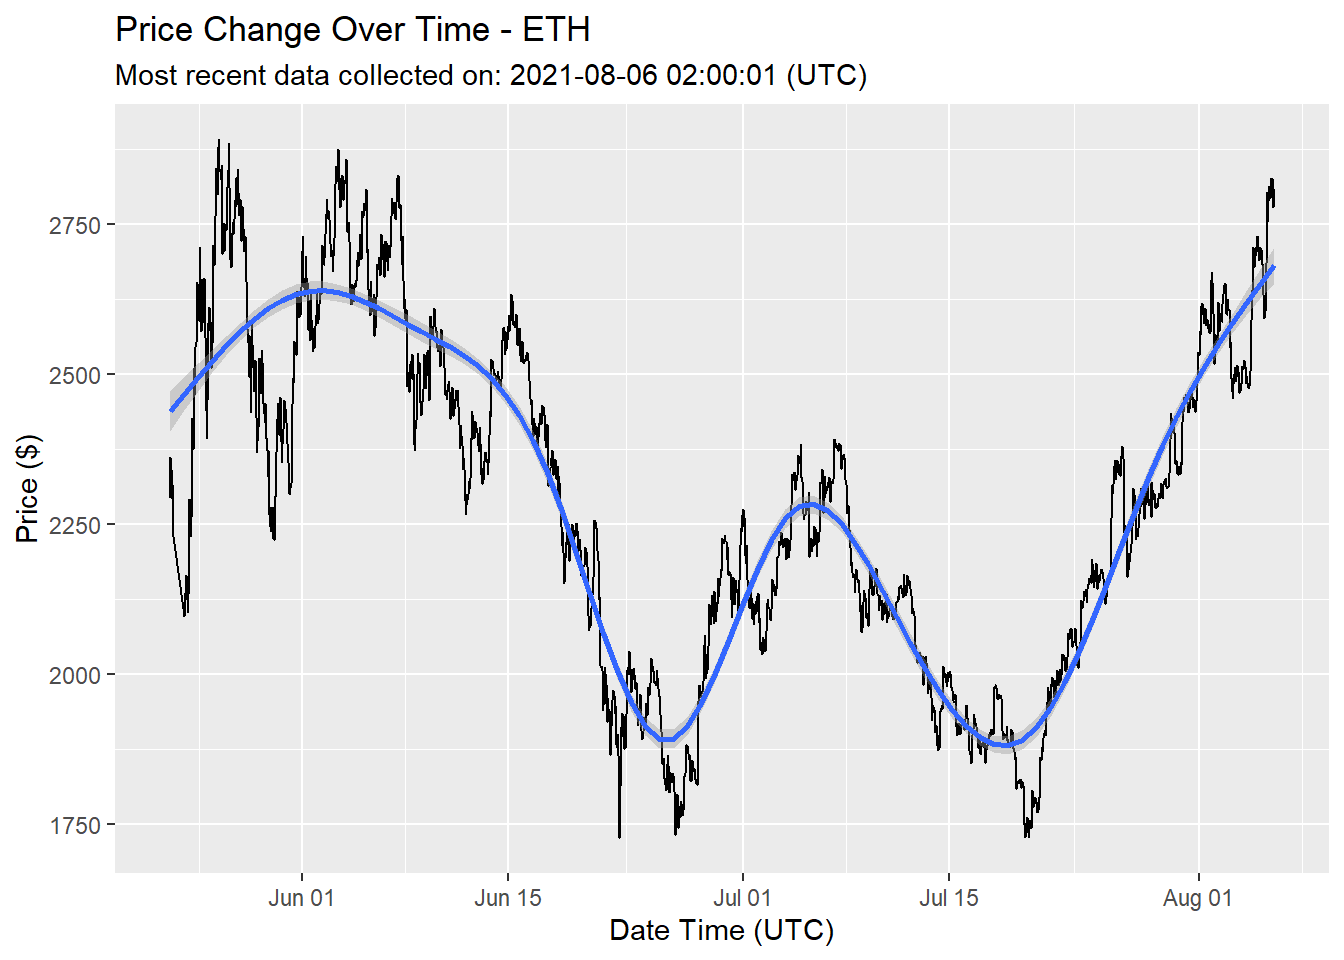 Price Change Over Time - ETH
Most recent data collected on: 2021-08-06 02:00:01 (UTC)
Price ($)
2750
2500
2250
2000
1750
Jun 01 Jun 15 Jul 01 Jul 15 Aug 01
Date Time (UTC)